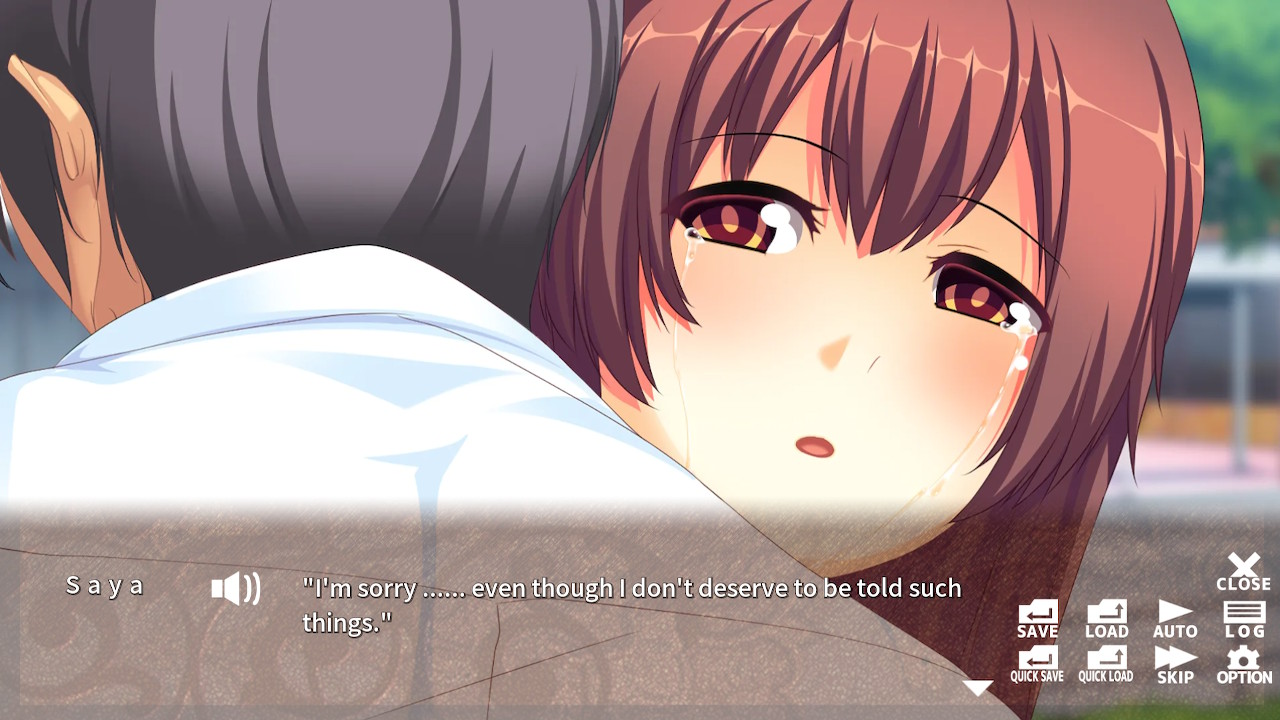 Saya
"I'm sorry ...... even though I don't deserve to be told such
things."
CLOSE
SAVE
LOAD
AUTO
LOG
QUICK SAVE
QUICK LOAD
SKIP
OPTION